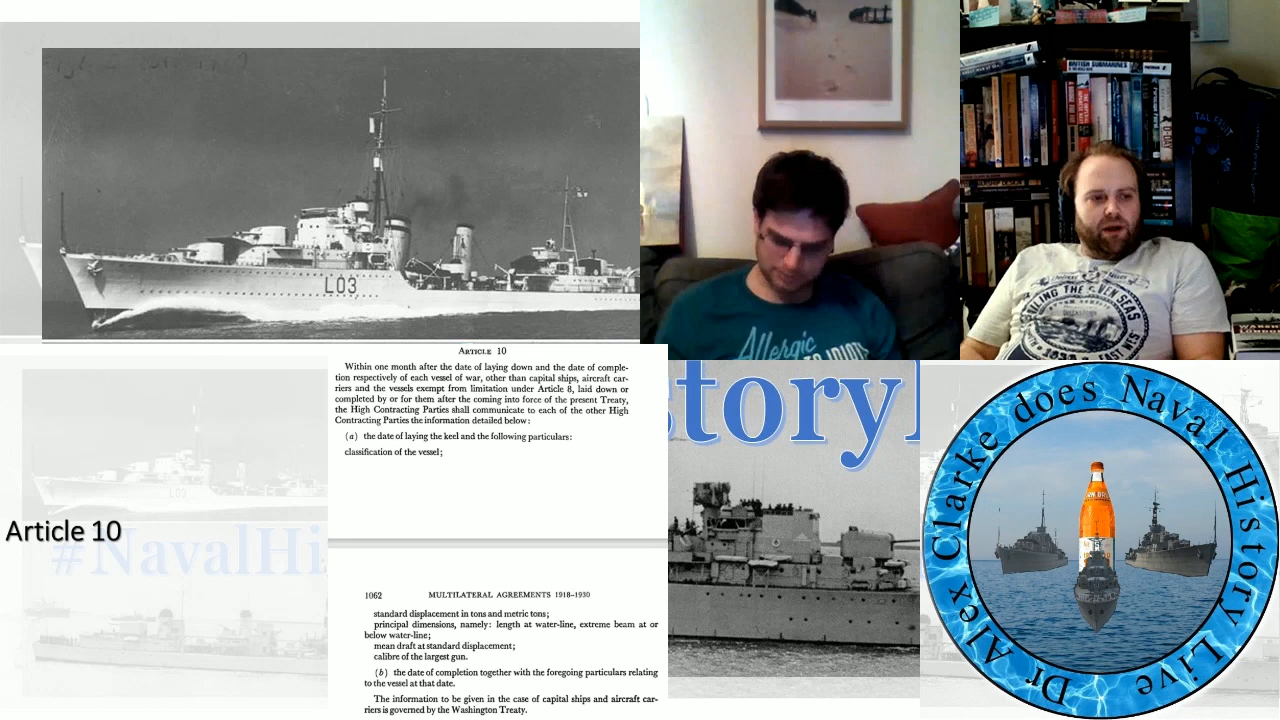 L03
ARTICLE 10
Within one month after the date of laying down and the date of comple-
tion respectively of each vessel of war, other than capital ships, aircraft car-
riers and the vessels exempt from limitation under Article 8, laid down or
completed by or for them after the coming into force of the present Treaty,
the High Contracting Parties shall communicate to each of the other High
Contracting Parties the information detailed below:
(a) the date of laying the keel and the following particulars:
classification of the vessel;
1062 MULTILATERAL AGREEMENTS 1918–1930
standard displacement in tons and metric tons;
principal dimensions, namely: length at water-line, extreme beam at or
below water-line;
mean draft at standard displacement;
calibre of the largest gun.
(b) the date of completion together with the foregoing particulars relating
to the vessel at that date.
The information to be given in the case of capital ships and aircraft car-
riers is governed by the Washington Treaty.
Article 10
#NavalHi
L03
story
Allergic
TO IDIOTS
BRITISH SUBMARINES
Dr Alex Clarke does Naval History Live